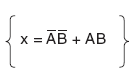 { x = A̅B̅ + AB }